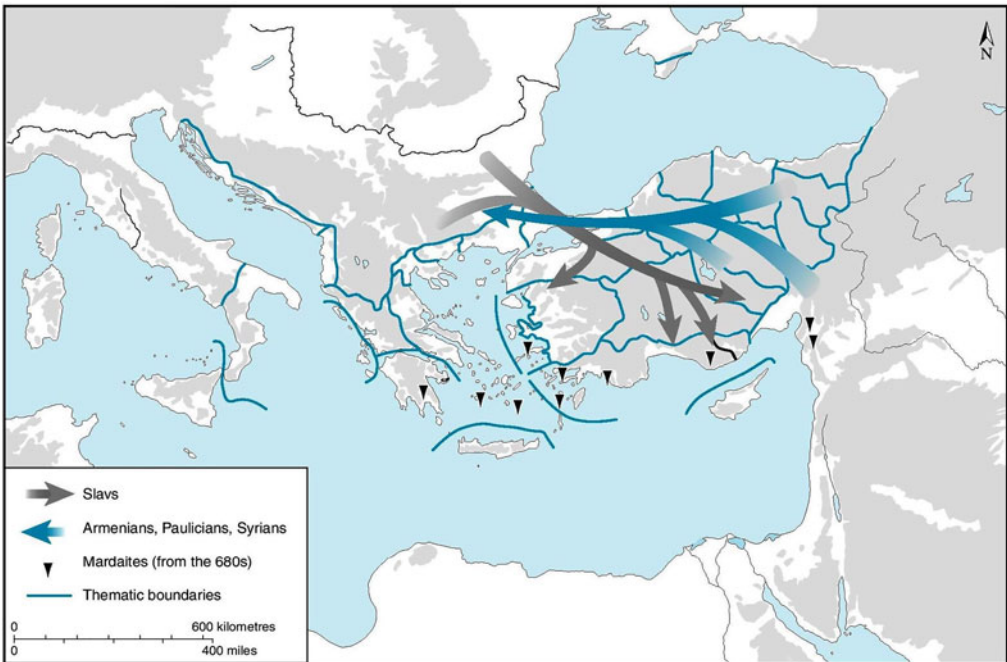 N
Slavs
Armenians, Paulicians, Syrians
Mardaites (from the 680s)
Thematic boundaries
0 600 kilometres
0 400 miles